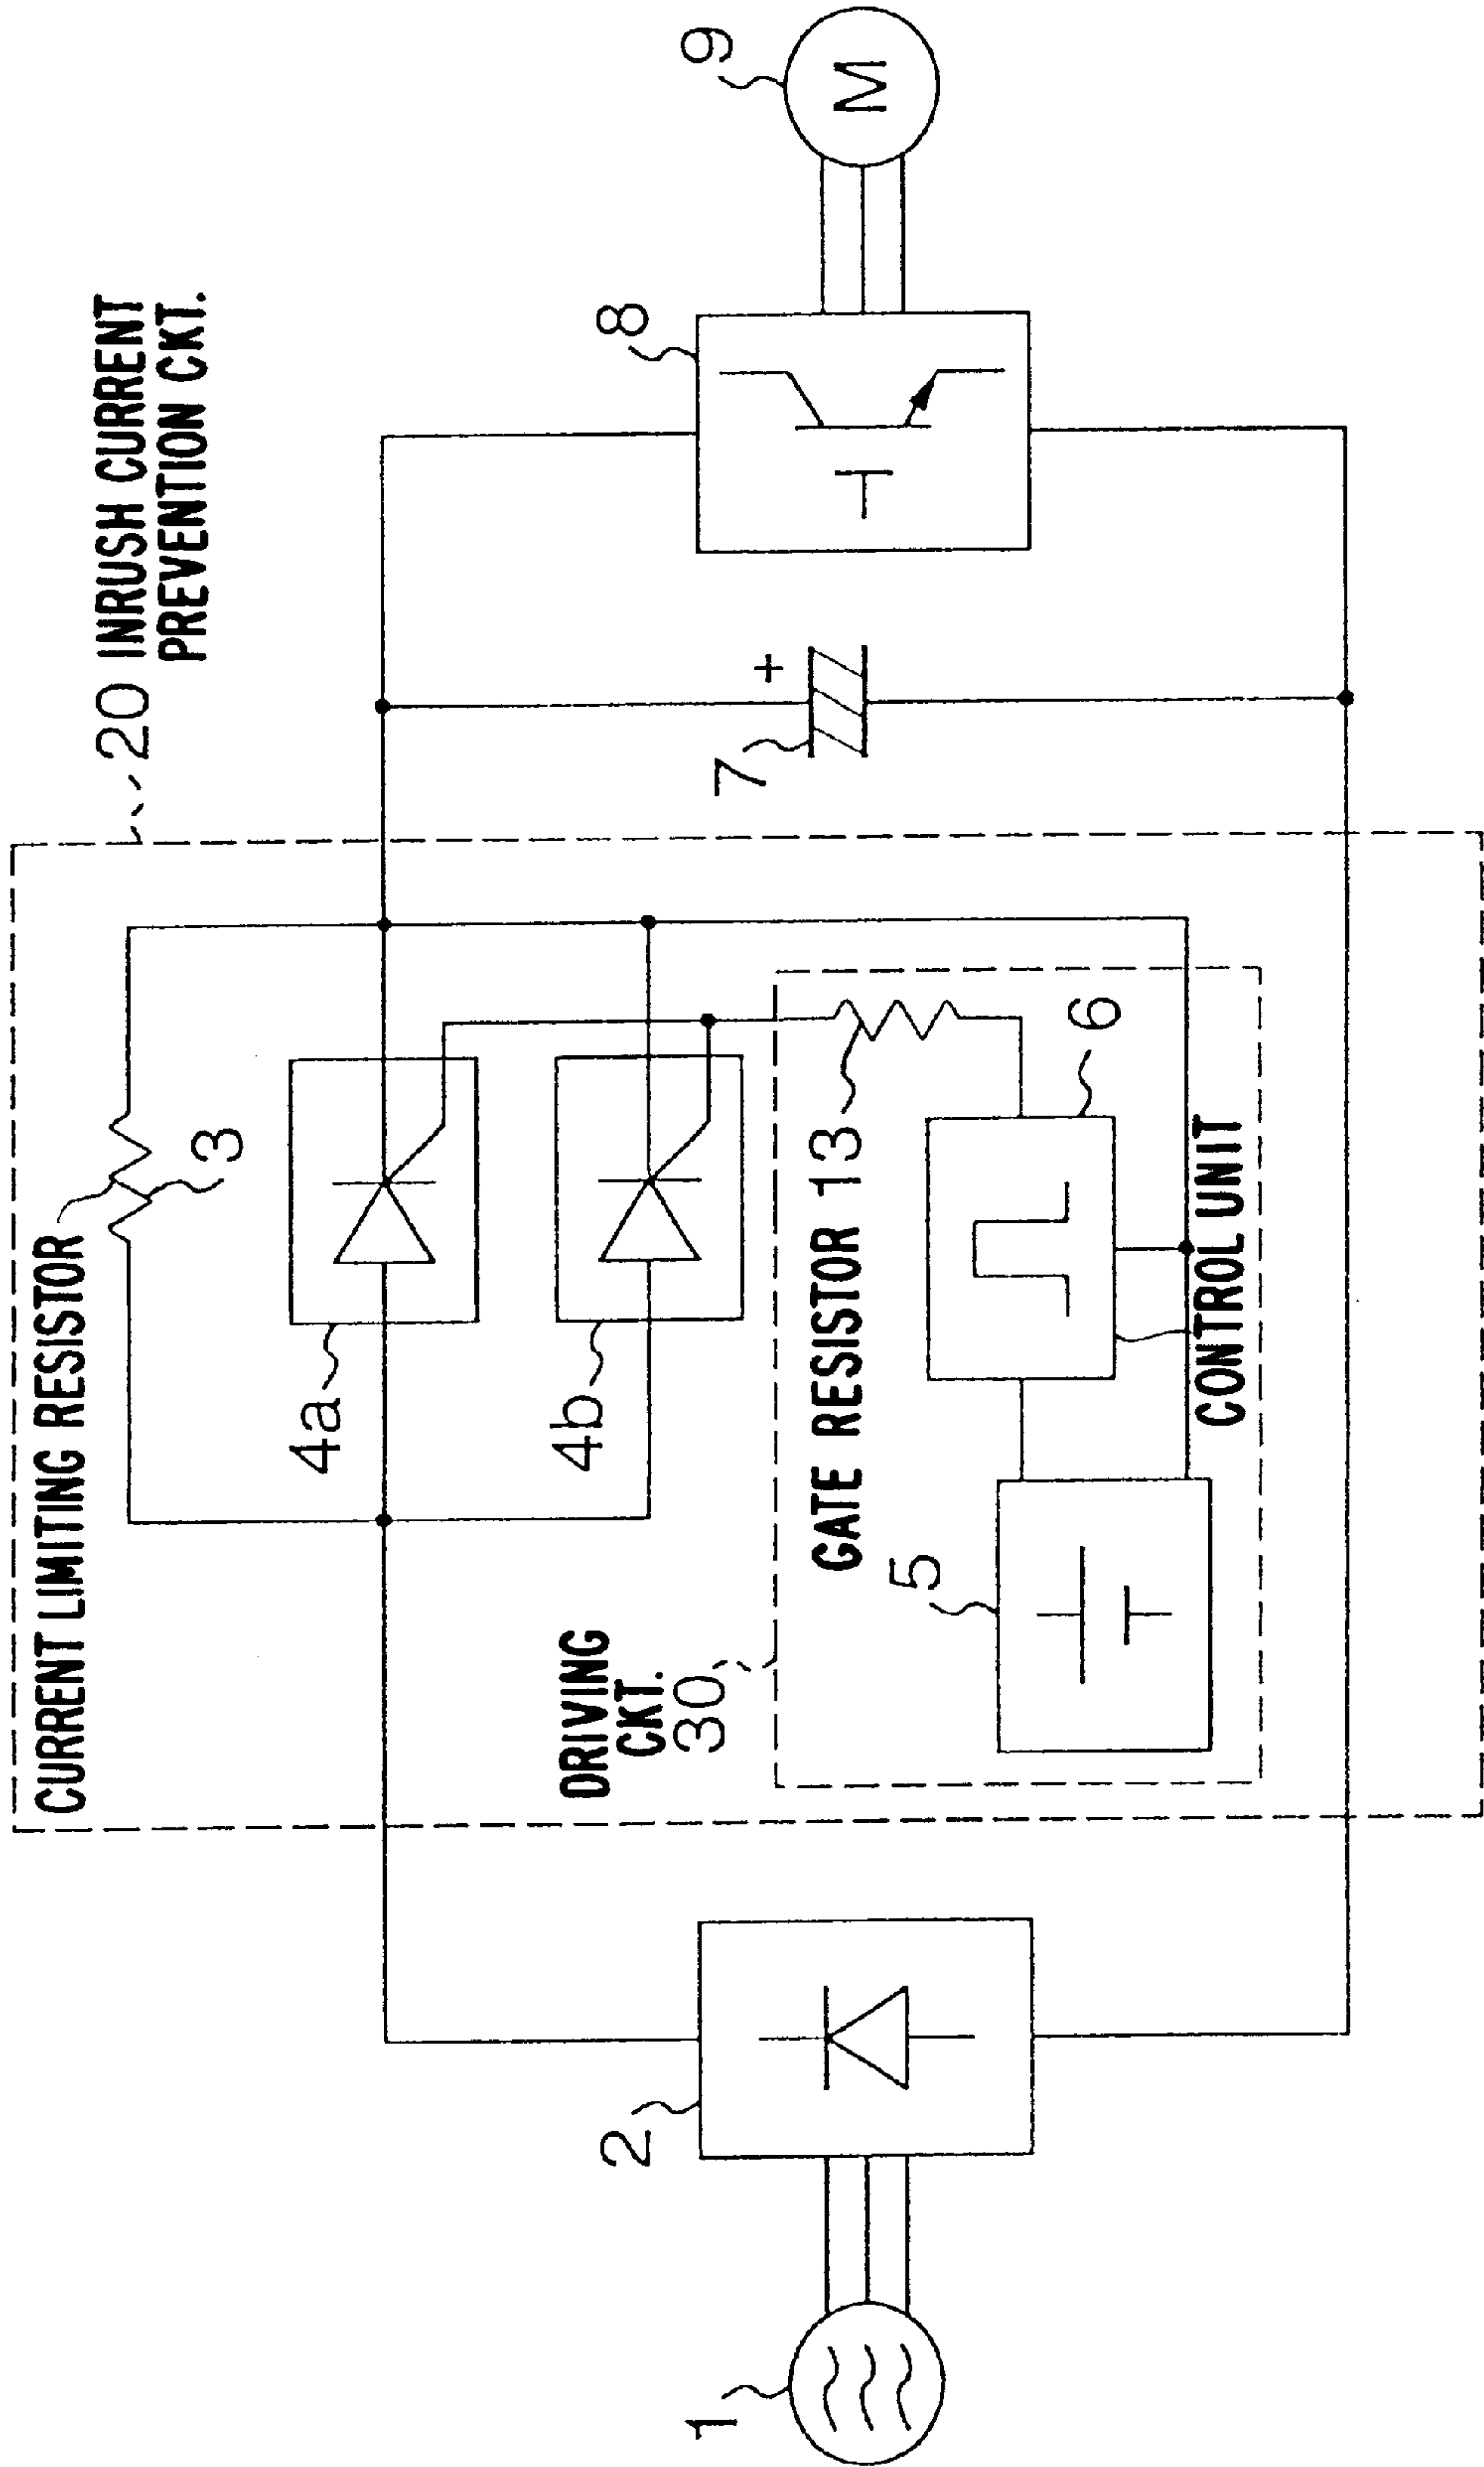 20 INRUSH CURRENT
PREVENTION CKT.
CURRENT LIMITING RESISTOR
3
4a
4b
DRIVING
CKT.
30
GATE RESISTOR 13
5
6
CONTROL UNIT
1
2
7
+
8
9
M